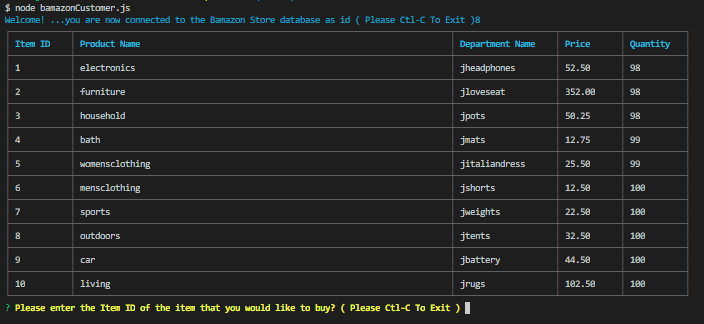 $ node bamazonCustomer.js
Welcome! ...you are now connected to the Bamazon Store database as id ( Please Ctl-C To Exit )8
Item ID Product Name Department Name Price Quantity
1 electronics jheadphones 52.50 98
2 furniture jloveseat 352.00 98
3 household jpots 50.25 98
4 bath jmats 12.75 99
5 womensclothing jitaliandress 25.50 99
6 mensclothing jshorts 12.50 100
7 sports jweights 22.50 100
8 outdoors jtents 32.50 100
9 car jbattery 44.50 100
10 living jrugs 102.50 100
? Please enter the Item ID of the item that you would like to buy? ( Please Ctl-C To Exit )